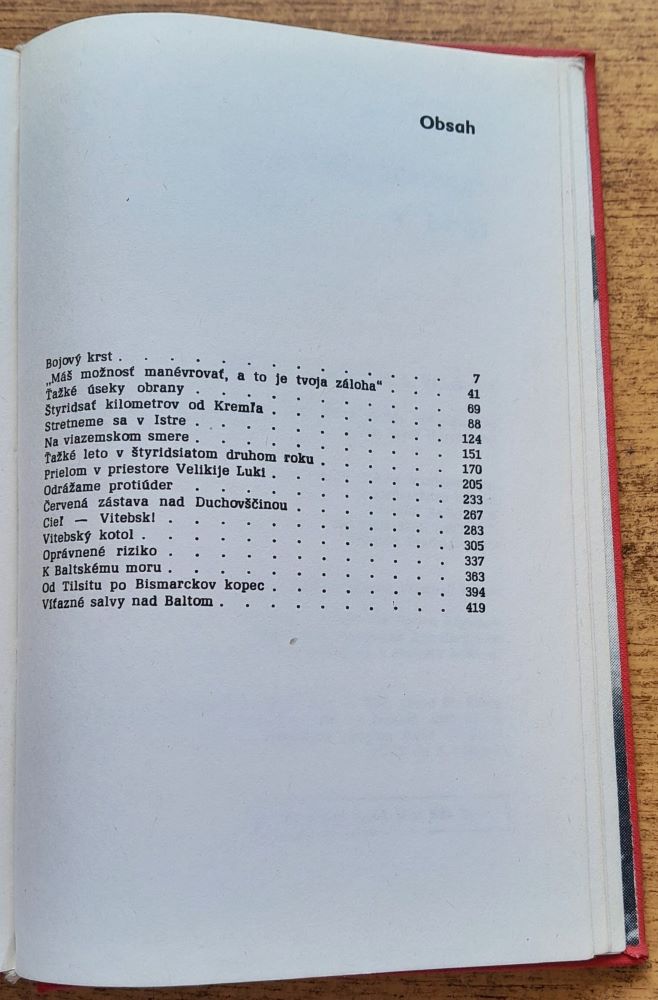 Obsah
Bojový krst . . . . . . . . . . . . . 7
„Máš možnosť manévrovať, a to je tvoja záloha“ . . . 41
Ťažké úseky obrany . . . . . . . . . . 69
Štyridsať kilometrov od Kremľa . . . . . . . 88
Stretneme sa v Istre . . . . . . . . . . 124
Na viazemskom smere . . . . . . . . . . 151
Ťažké leto v štyridsiatom druhom roku . . . . . 170
Prielom v priestore Velikije Luki . . . . . . . 205
Odrážame protiúder . . . . . . . . . . 233
Červená zástava nad Duchovščinou . . . . . . 267
Cieľ — Vitebsk! . . . . . . . . . . . 283
Vitebský kotol . . . . . . . . . . . . 305
Oprávnené riziko . . . . . . . . . . . 337
K Baltskému moru . . . . . . . . . . . 363
Od Tilsitu po Bismarckov kopec . . . . . . . 394
Víťazné salvy nad Baltom . . . . . . . . . 419